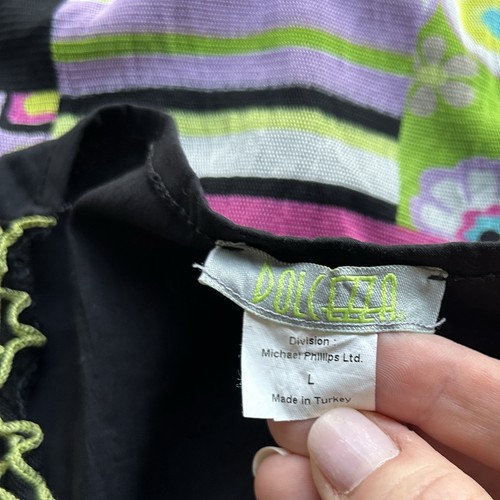 DOLCEZZA
Division :
Michael Phillips Ltd.
L
Made in Turkey